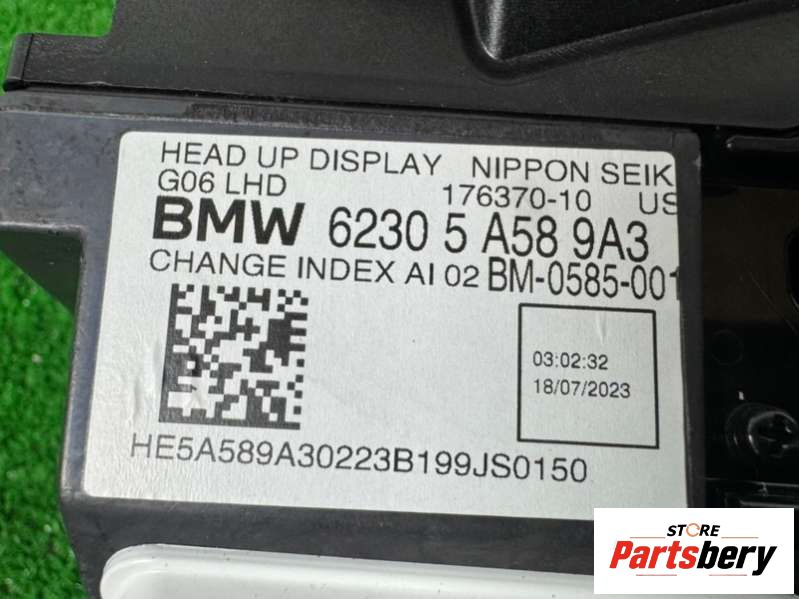 HEAD UP DISPLAY NIPPON SEIK
G06 LHD 176370-10 US
BMW 6230 5 A58 9A3
CHANGE INDEX AI 02 BM-0585-001
03:02:32
18/07/2023
HE5A589A30223B199JS0150
STORE
Partsbery